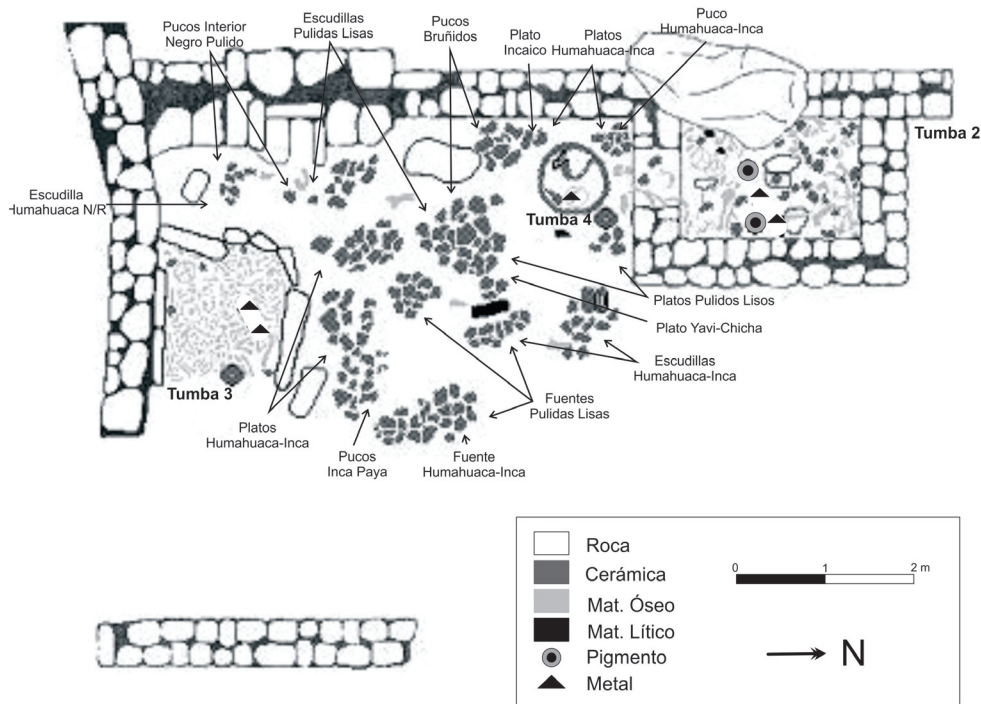 Pucos Interior
Negro Pulido
Escudillas
Pulidas Lisas
Pucos
Bruñidos
Plato
Incaico
Platos
Humahuaca-Inca
Puco
Humahuaca-Inca
Tumba 2
Escudilla
Humahuaca N/R
Tumba 4
Platos Pulidos Lisos
Plato Yavi-Chicha
Escudillas
Humahuaca-Inca
Tumba 3
Platos
Humahuaca-Inca
Pucos
Inca Paya
Fuente
Humahuaca-Inca
Fuentes
Pulidas Lisas
Roca
Cerámica
Mat. Óseo
Mat. Lítico
Pigmento
Metal
0 1 2 m
N